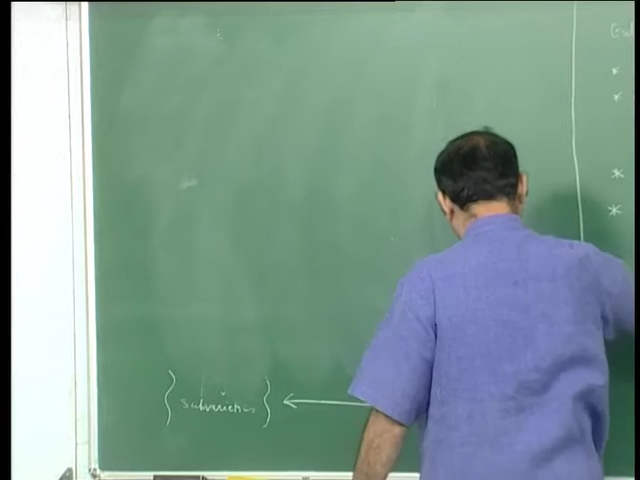 { subvarieties } ←
*
*
*
*